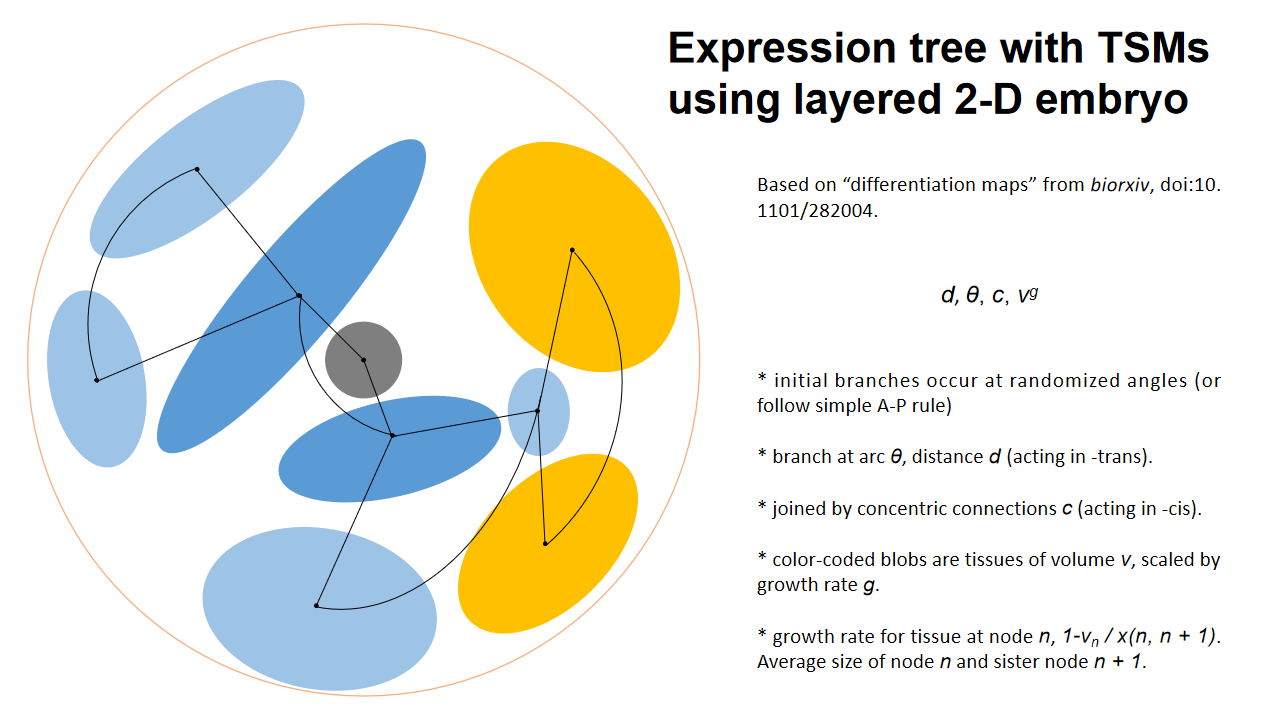 Expression tree with TSMs
using layered 2-D embryo
Based on “differentiation maps” from biorxiv, doi:10.
1101/282004.
d, θ, c, vᵍ
* initial branches occur at randomized angles (or
follow simple A-P rule)
* branch at arc θ, distance d (acting in -trans).
* joined by concentric connections c (acting in -cis).
* color-coded blobs are tissues of volume v, scaled by
growth rate g.
* growth rate for tissue at node n, 1-vₙ / x(n, n + 1).
Average size of node n and sister node n + 1.